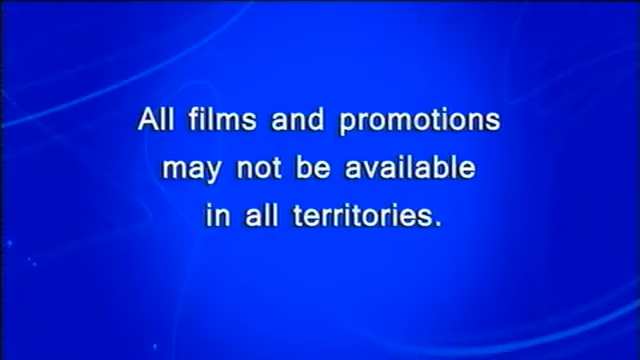 All films and promotions
may not be available
in all territories.